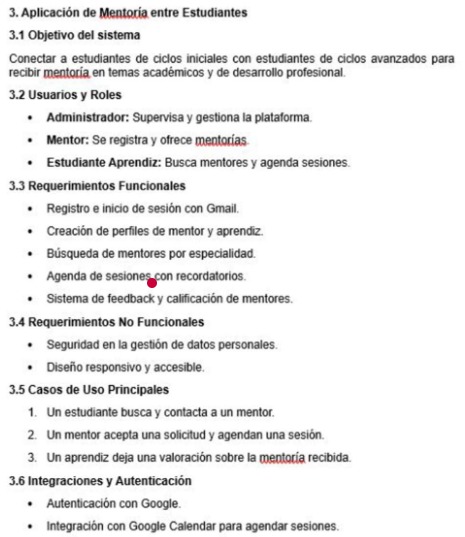 3. Aplicación de Mentoría entre Estudiantes
3.1 Objetivo del sistema
Conectar a estudiantes de ciclos iniciales con estudiantes de ciclos avanzados para
recibir mentoría en temas académicos y de desarrollo profesional.
3.2 Usuarios y Roles
• Administrador: Supervisa y gestiona la plataforma.
• Mentor: Se registra y ofrece mentorías.
• Estudiante Aprendiz: Busca mentores y agenda sesiones.
3.3 Requerimientos Funcionales
• Registro e inicio de sesión con Gmail.
• Creación de perfiles de mentor y aprendiz.
• Búsqueda de mentores por especialidad.
• Agenda de sesiones con recordatorios.
• Sistema de feedback y calificación de mentores.
3.4 Requerimientos No Funcionales
• Seguridad en la gestión de datos personales.
• Diseño responsivo y accesible.
3.5 Casos de Uso Principales
1. Un estudiante busca y contacta a un mentor.
2. Un mentor acepta una solicitud y agendan una sesión.
3. Un aprendiz deja una valoración sobre la mentoría recibida.
3.6 Integraciones y Autenticación
• Autenticación con Google.
• Integración con Google Calendar para agendar sesiones.